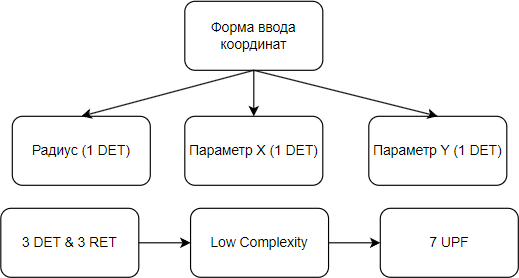 Форма ввода
координат
Радиус (1 DET)
Параметр X (1 DET)
Параметр Y (1 DET)
3 DET & 3 RET
Low Complexity
7 UPF